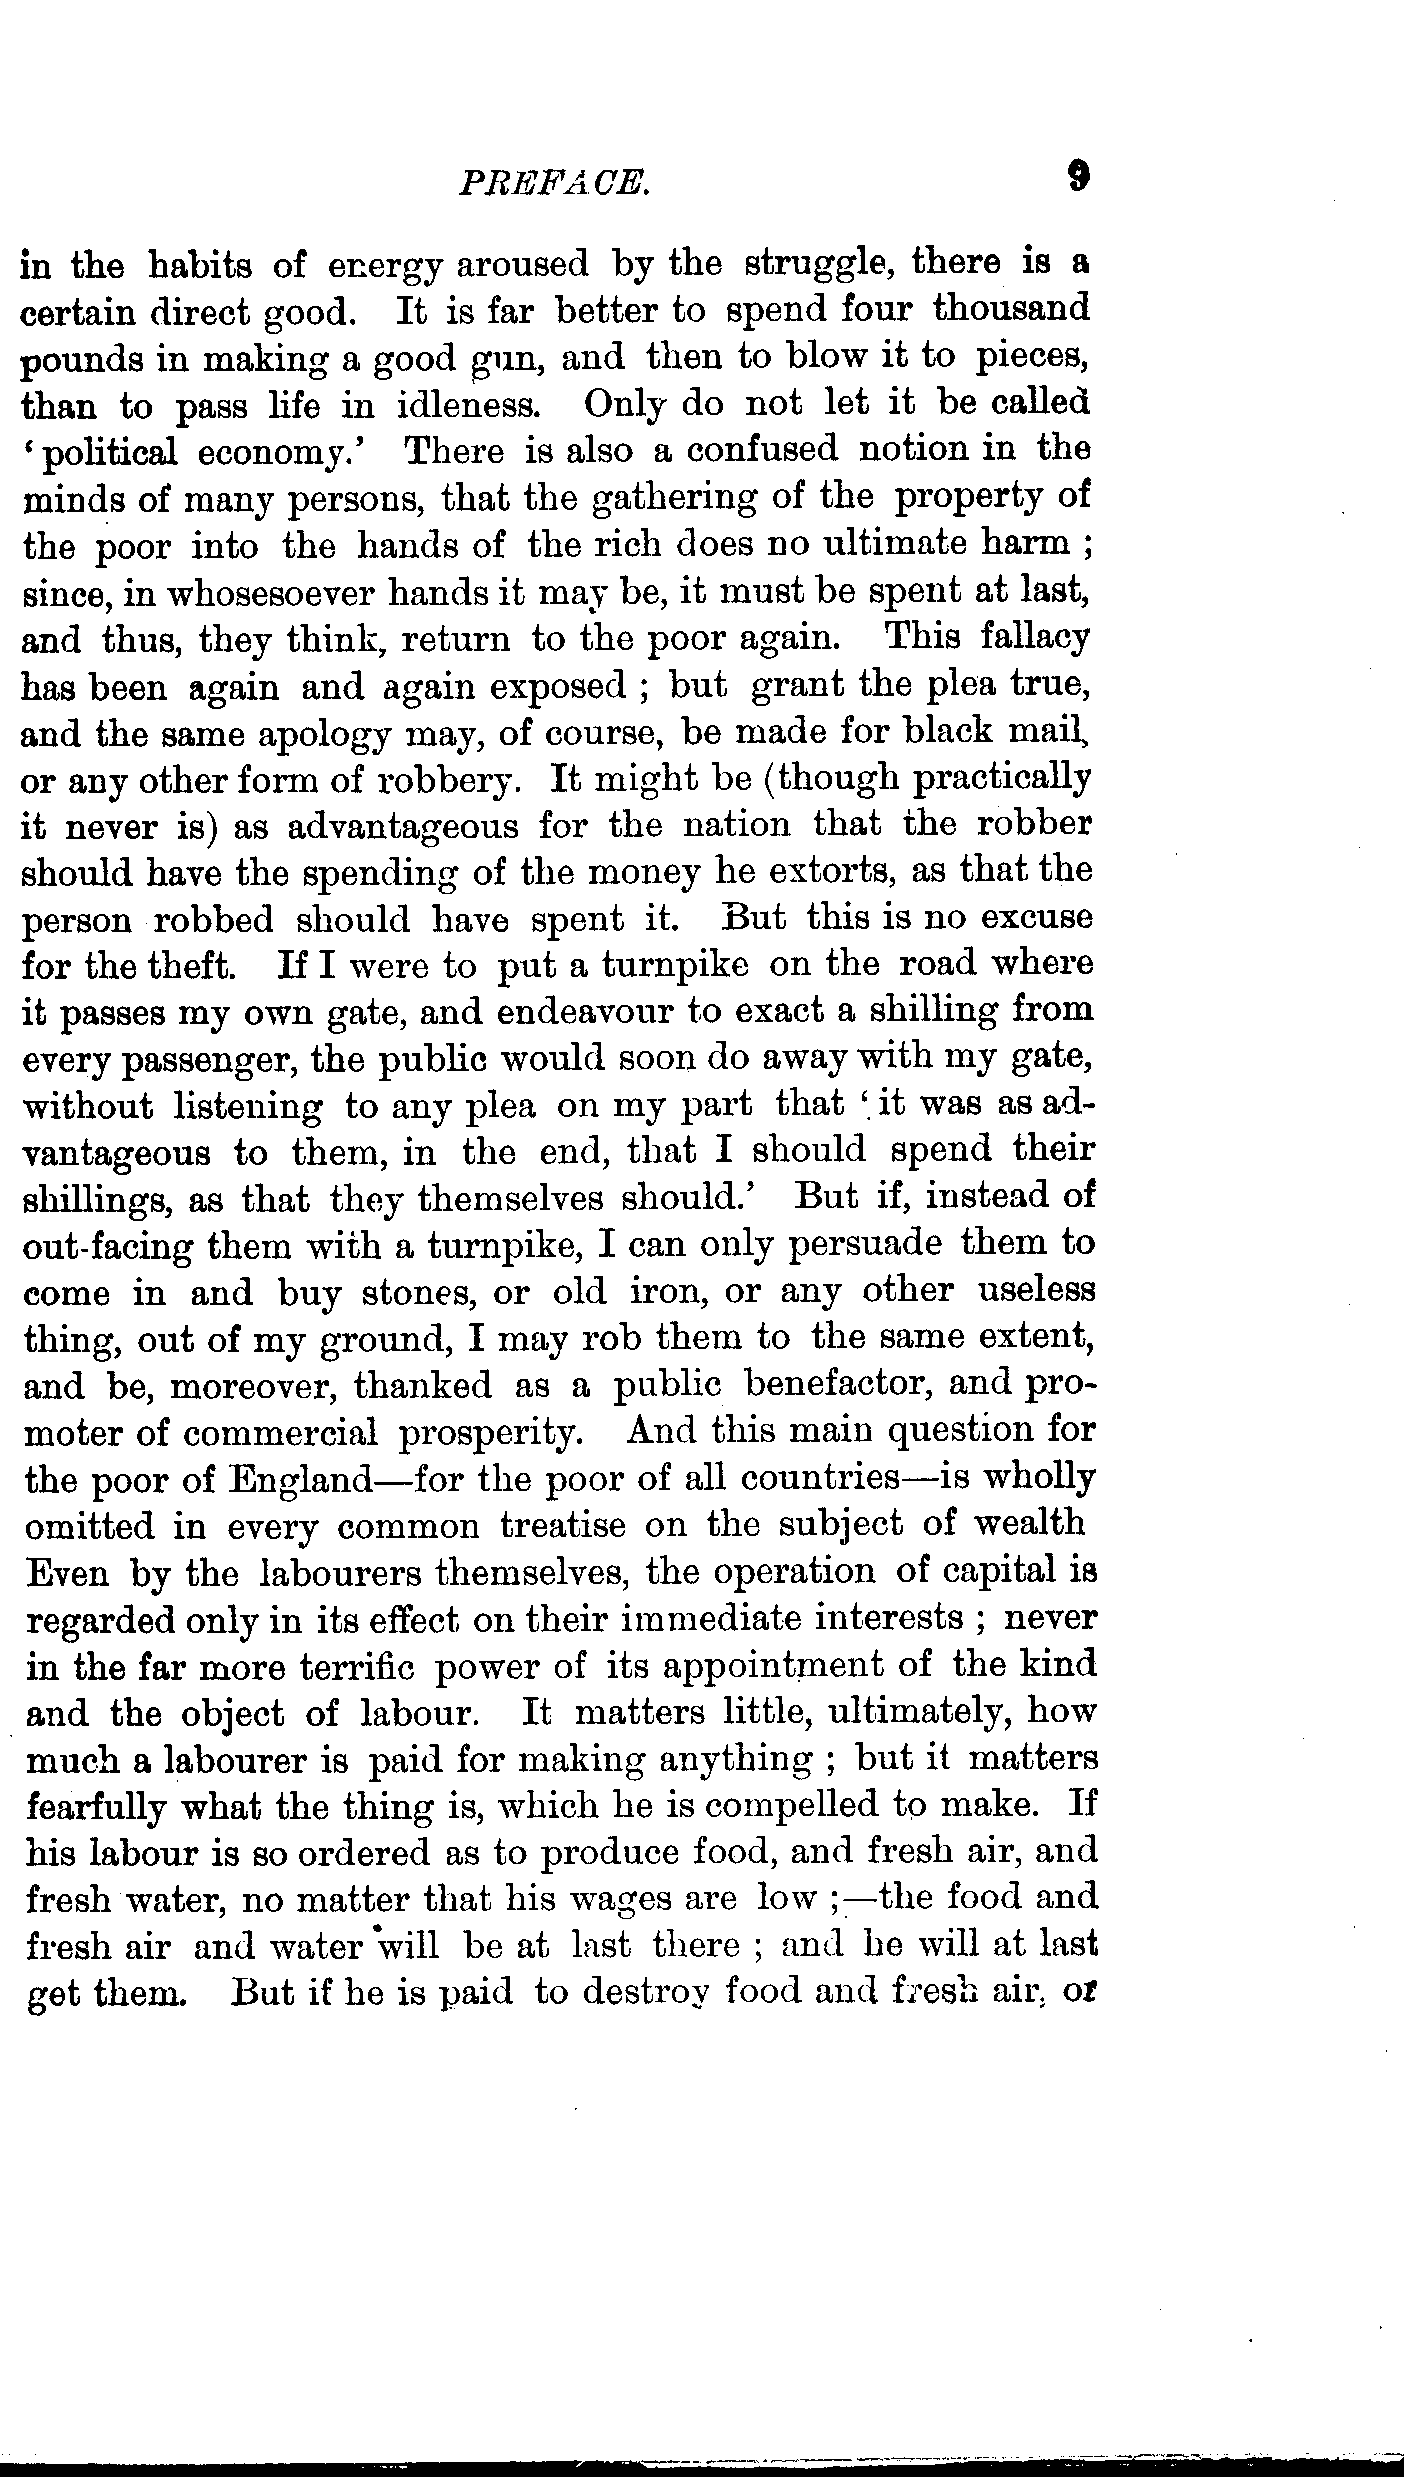 PREFACE. 9
in the habits of energy aroused by the struggle, there is a
certain direct good. It is far better to spend four thousand
pounds in making a good gun, and then to blow it to pieces,
than to pass life in idleness. Only do not let it be called
‘political economy.’ There is also a confused notion in the
minds of many persons, that the gathering of the property of
the poor into the hands of the rich does no ultimate harm ;
since, in whosesoever hands it may be, it must be spent at last,
and thus, they think, return to the poor again. This fallacy
has been again and again exposed ; but grant the plea true,
and the same apology may, of course, be made for black mail,
or any other form of robbery. It might be (though practically
it never is) as advantageous for the nation that the robber
should have the spending of the money he extorts, as that the
person robbed should have spent it. But this is no excuse
for the theft. If I were to put a turnpike on the road where
it passes my own gate, and endeavour to exact a shilling from
every passenger, the public would soon do away with my gate,
without listening to any plea on my part that ‘it was as ad-
vantageous to them, in the end, that I should spend their
shillings, as that they themselves should.’ But if, instead of
out-facing them with a turnpike, I can only persuade them to
come in and buy stones, or old iron, or any other useless
thing, out of my ground, I may rob them to the same extent,
and be, moreover, thanked as a public benefactor, and pro-
moter of commercial prosperity. And this main question for
the poor of England—for the poor of all countries—is wholly
omitted in every common treatise on the subject of wealth
Even by the labourers themselves, the operation of capital is
regarded only in its effect on their immediate interests ; never
in the far more terrific power of its appointment of the kind
and the object of labour. It matters little, ultimately, how
much a labourer is paid for making anything ; but it matters
fearfully what the thing is, which he is compelled to make. If
his labour is so ordered as to produce food, and fresh air, and
fresh water, no matter that his wages are low ;—the food and
fresh air and water will be at last there ; and he will at last
get them. But if he is paid to destroy food and fresh air, or